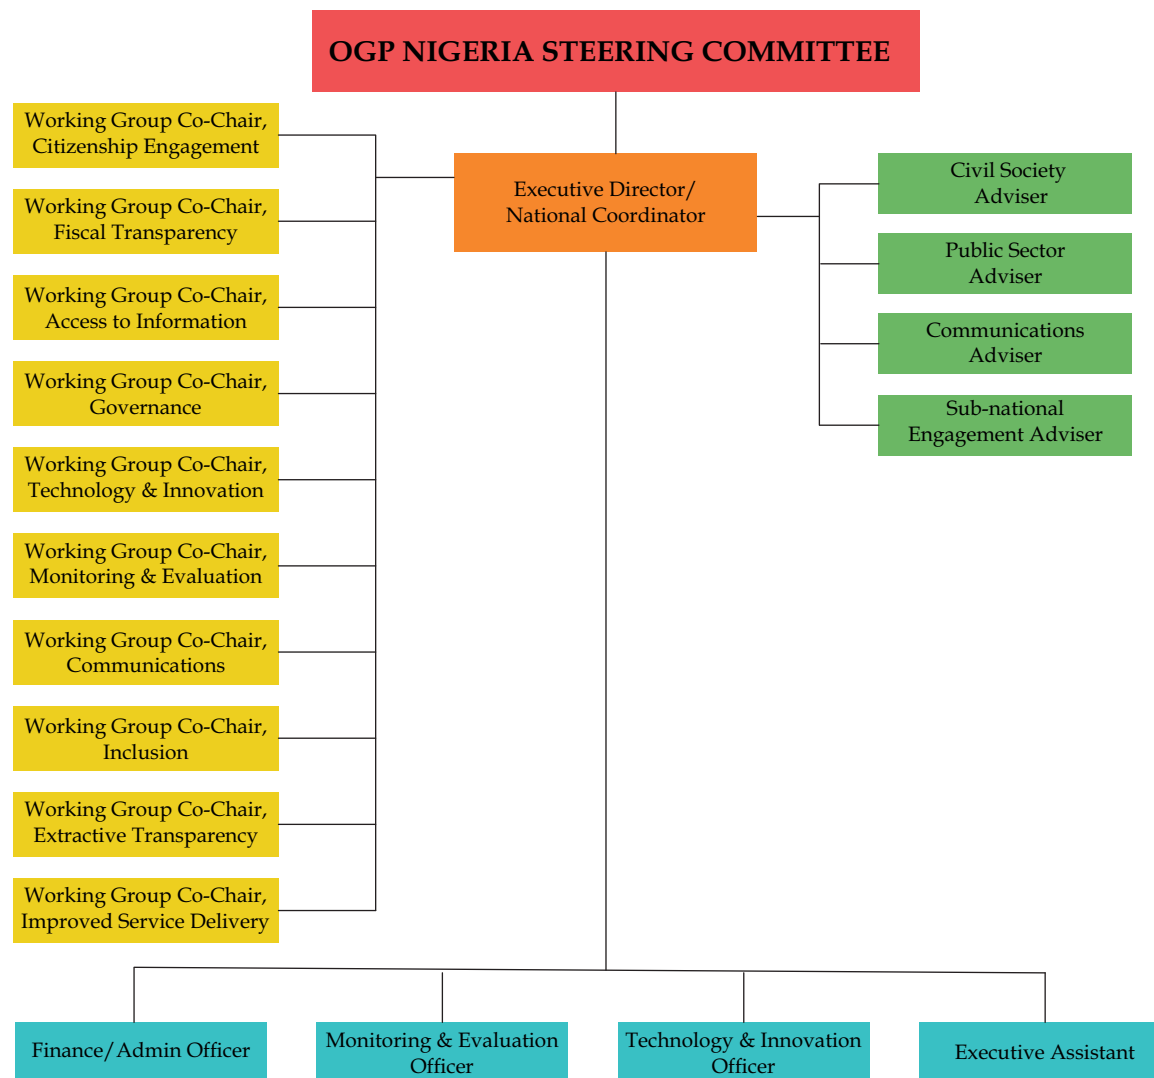 OGP NIGERIA STEERING COMMITTEE
Working Group Co-Chair,
Citizenship Engagement
Working Group Co-Chair,
Fiscal Transparency
Working Group Co-Chair,
Access to Information
Working Group Co-Chair,
Governance
Working Group Co-Chair,
Technology & Innovation
Working Group Co-Chair,
Monitoring & Evaluation
Working Group Co-Chair,
Communications
Working Group Co-Chair,
Inclusion
Working Group Co-Chair,
Extractive Transparency
Working Group Co-Chair,
Improved Service Delivery
Executive Director/
National Coordinator
Civil Society
Adviser
Public Sector
Adviser
Communications
Adviser
Sub-national
Engagement Adviser
Finance/Admin Officer
Monitoring & Evaluation
Officer
Technology & Innovation
Officer
Executive Assistant